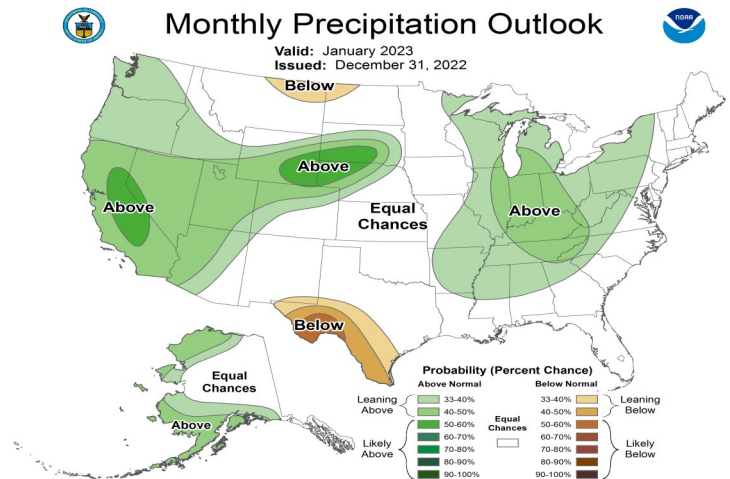 Monthly Precipitation Outlook
Valid: January 2023
Issued: December 31, 2022
NOAA
Below
Above
Above
Equal
Chances
Above
Below
Equal
Chances
Above
Probability (Percent Chance)
Above Normal
Below Normal
Leaning
Above
33-40%
40-50%
Likely
Above
50-60%
60-70%
70-80%
80-90%
90-100%
Equal
Chances
33-40%
40-50%
Leaning
Below
50-60%
60-70%
70-80%
80-90%
90-100%
Likely
Below